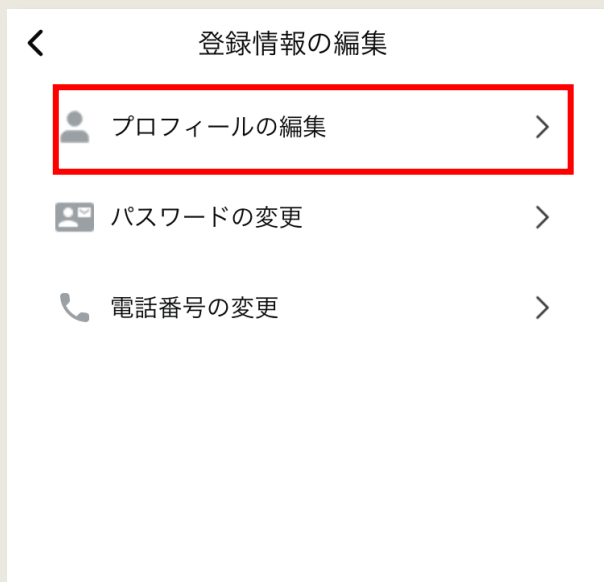 登録情報の編集
プロフィールの編集
パスワードの変更
電話番号の変更